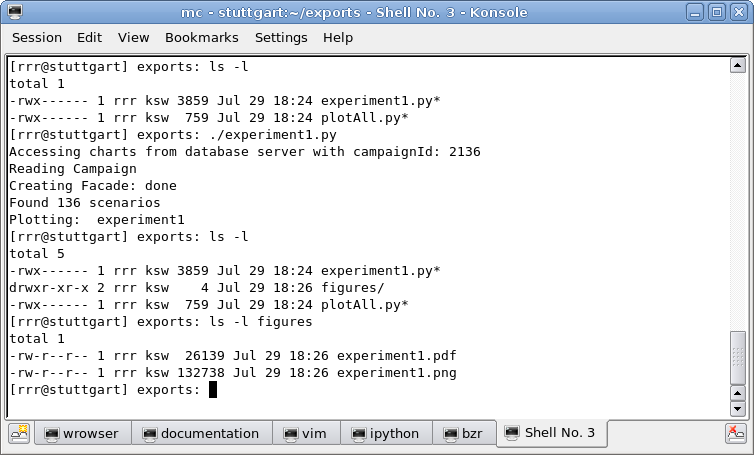 mc - stuttgart:~/exports - Shell No. 3 - Konsole
Session Edit View Bookmarks Settings Help
[rrr@stuttgart] exports: ls -l
total 1
-rwx------ 1 rrr ksw 3859 Jul 29 18:24 experiment1.py*
-rwx------ 1 rrr ksw  759 Jul 29 18:24 plotAll.py*
[rrr@stuttgart] exports: ./experiment1.py
Accessing charts from database server with campaignId: 2136
Reading Campaign
Creating Facade: done
Found 136 scenarios
Plotting:  experiment1
[rrr@stuttgart] exports: ls -l
total 5
-rwx------ 1 rrr ksw 3859 Jul 29 18:24 experiment1.py*
drwxr-xr-x 2 rrr ksw    4 Jul 29 18:26 figures/
-rwx------ 1 rrr ksw  759 Jul 29 18:24 plotAll.py*
[rrr@stuttgart] exports: ls -l figures
total 1
-rw-r--r-- 1 rrr ksw  26139 Jul 29 18:26 experiment1.pdf
-rw-r--r-- 1 rrr ksw 132738 Jul 29 18:26 experiment1.png
[rrr@stuttgart] exports:
wrowser documentation vim ipython bzr Shell No. 3